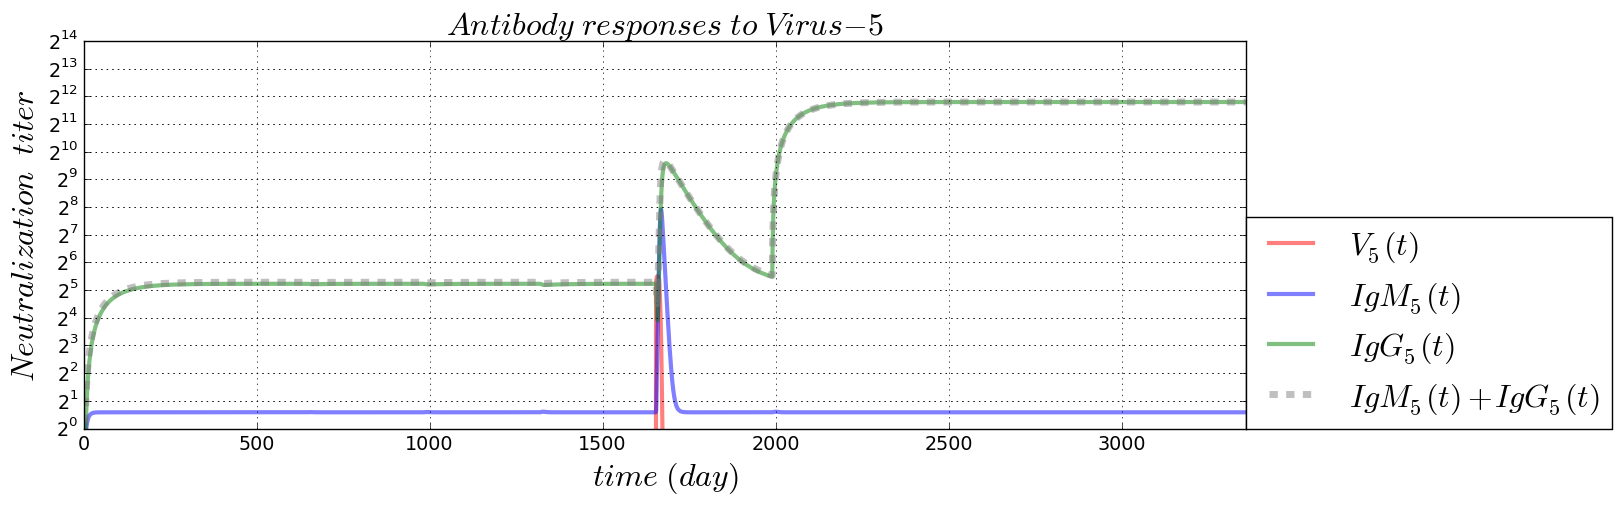 Antibody responses to Virus−5
Neutralization titer
2^14
2^13
2^12
2^11
2^10
2^9
2^8
2^7
2^6
2^5
2^4
2^3
2^2
2^1
2^0
0 500 1000 1500 2000 2500 3000
time (day)
V_5(t)
IgM_5(t)
IgG_5(t)
IgM_5(t)+IgG_5(t)